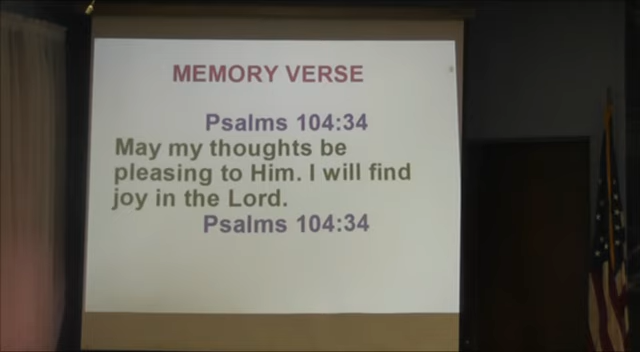 MEMORY VERSE
Psalms 104:34
May my thoughts be
pleasing to Him. I will find
joy in the Lord.
Psalms 104:34